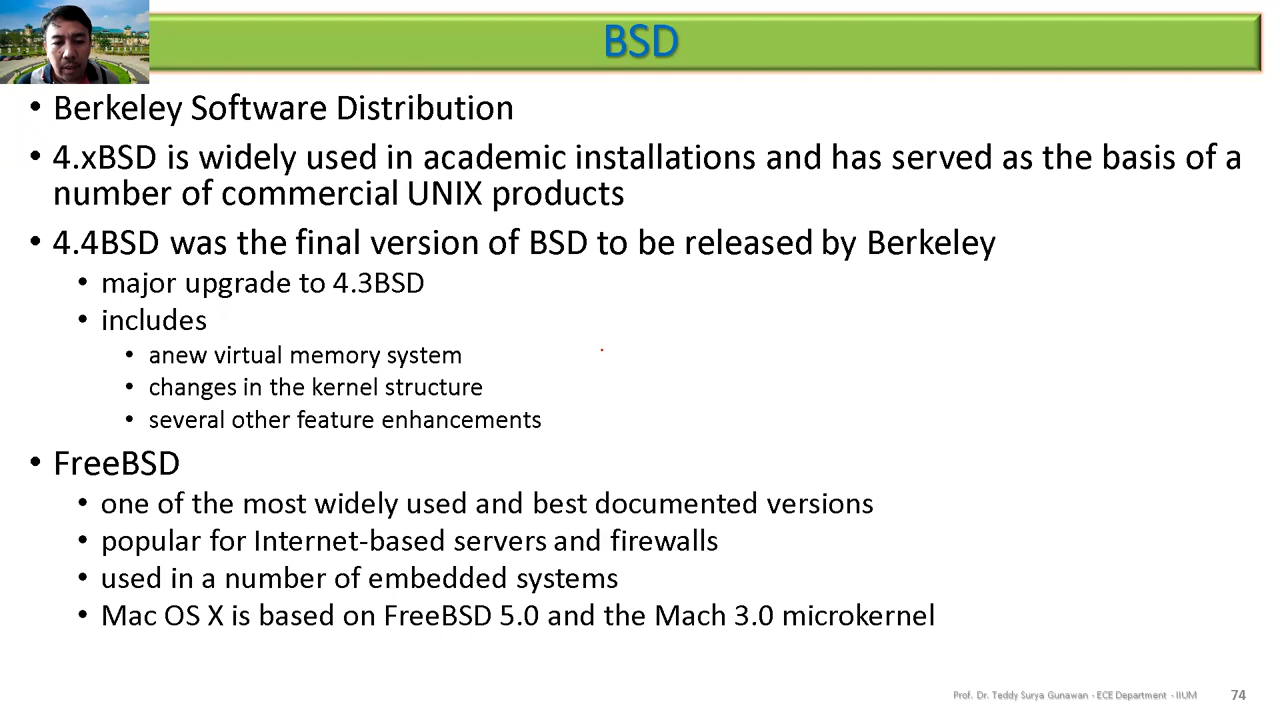 BSD
• Berkeley Software Distribution
• 4.xBSD is widely used in academic installations and has served as the basis of a
number of commercial UNIX products
• 4.4BSD was the final version of BSD to be released by Berkeley
• major upgrade to 4.3BSD
• includes
• anew virtual memory system
• changes in the kernel structure
• several other feature enhancements
• FreeBSD
• one of the most widely used and best documented versions
• popular for Internet-based servers and firewalls
• used in a number of embedded systems
• Mac OS X is based on FreeBSD 5.0 and the Mach 3.0 microkernel
Prof. Dr. Teddy Surya Gunawan - ECE Department - IIUM 74